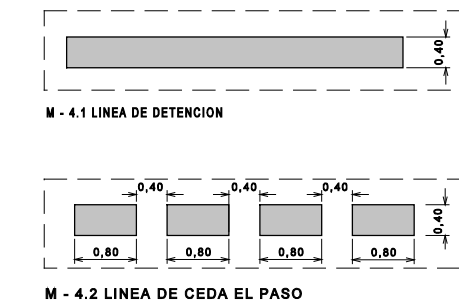 0,40
M - 4.1 LINEA DE DETENCION
0,40 0,40 0,40
0,40
0,80 0,80 0,80 0,80
M - 4.2 LINEA DE CEDA EL PASO